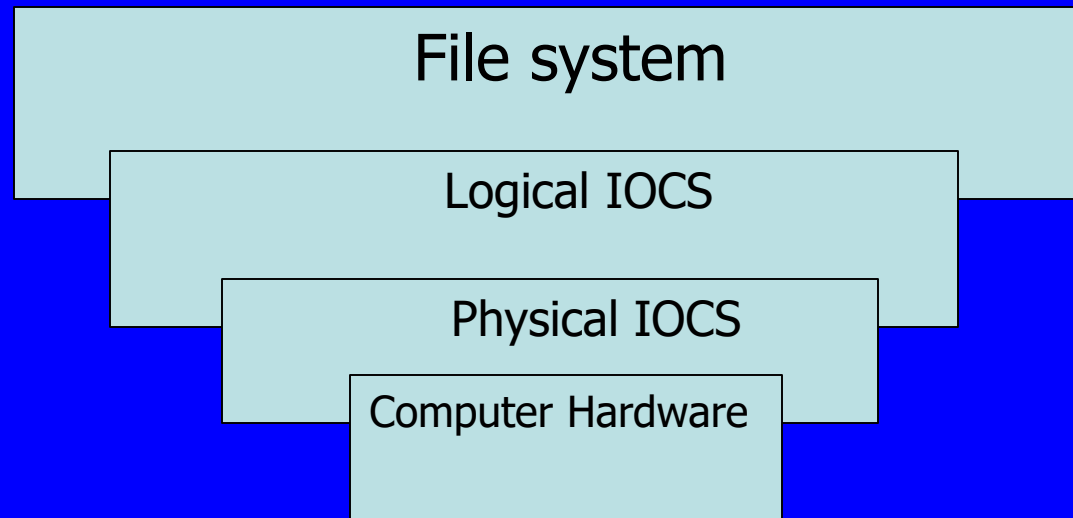 File system
Logical IOCS
Physical IOCS
Computer Hardware